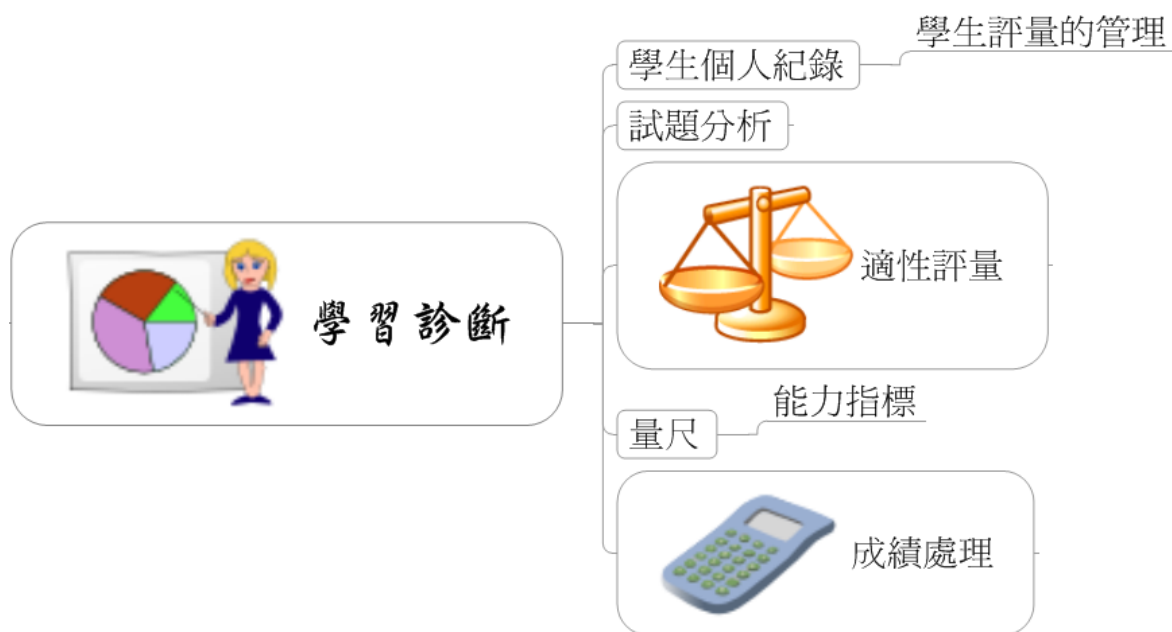 學習診斷
學生個人紀錄
學生評量的管理
試題分析
適性評量
量尺
能力指標
成績處理